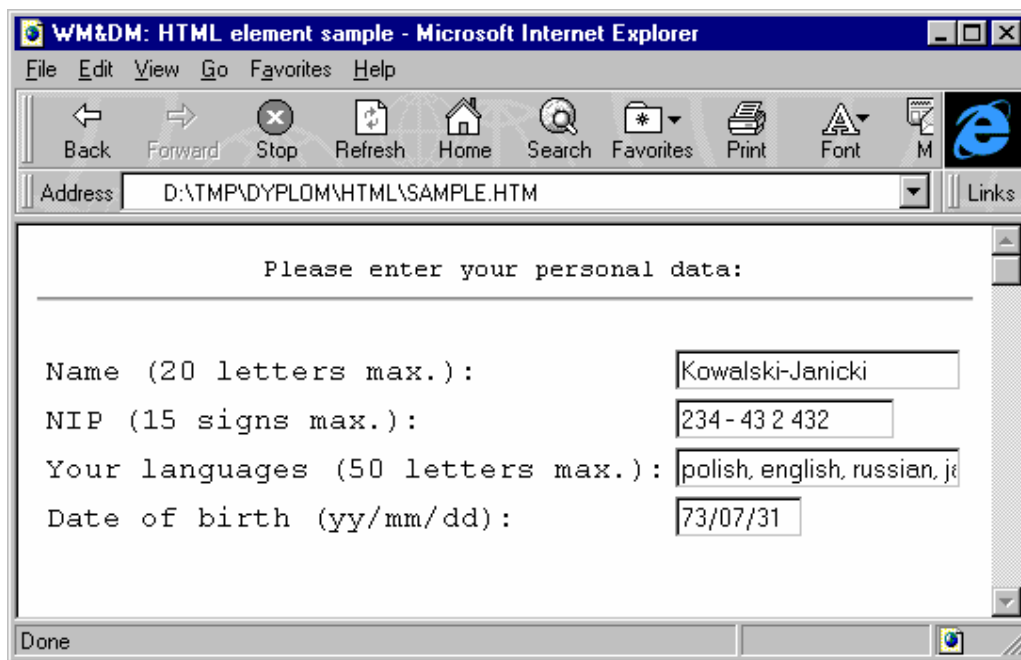 WM&DM: HTML element sample - Microsoft Internet Explorer
File Edit View Go Favorites Help
Back Forward Stop Refresh Home Search Favorites Print Font M
Address D:\TMP\DYPLOM\HTML\SAMPLE.HTM Links
Please enter your personal data:
Name (20 letters max.): Kowalski-Janicki
NIP (15 signs max.): 234 - 43 2 432
Your languages (50 letters max.): polish, english, russian, ja
Date of birth (yy/mm/dd): 73/07/31
Done